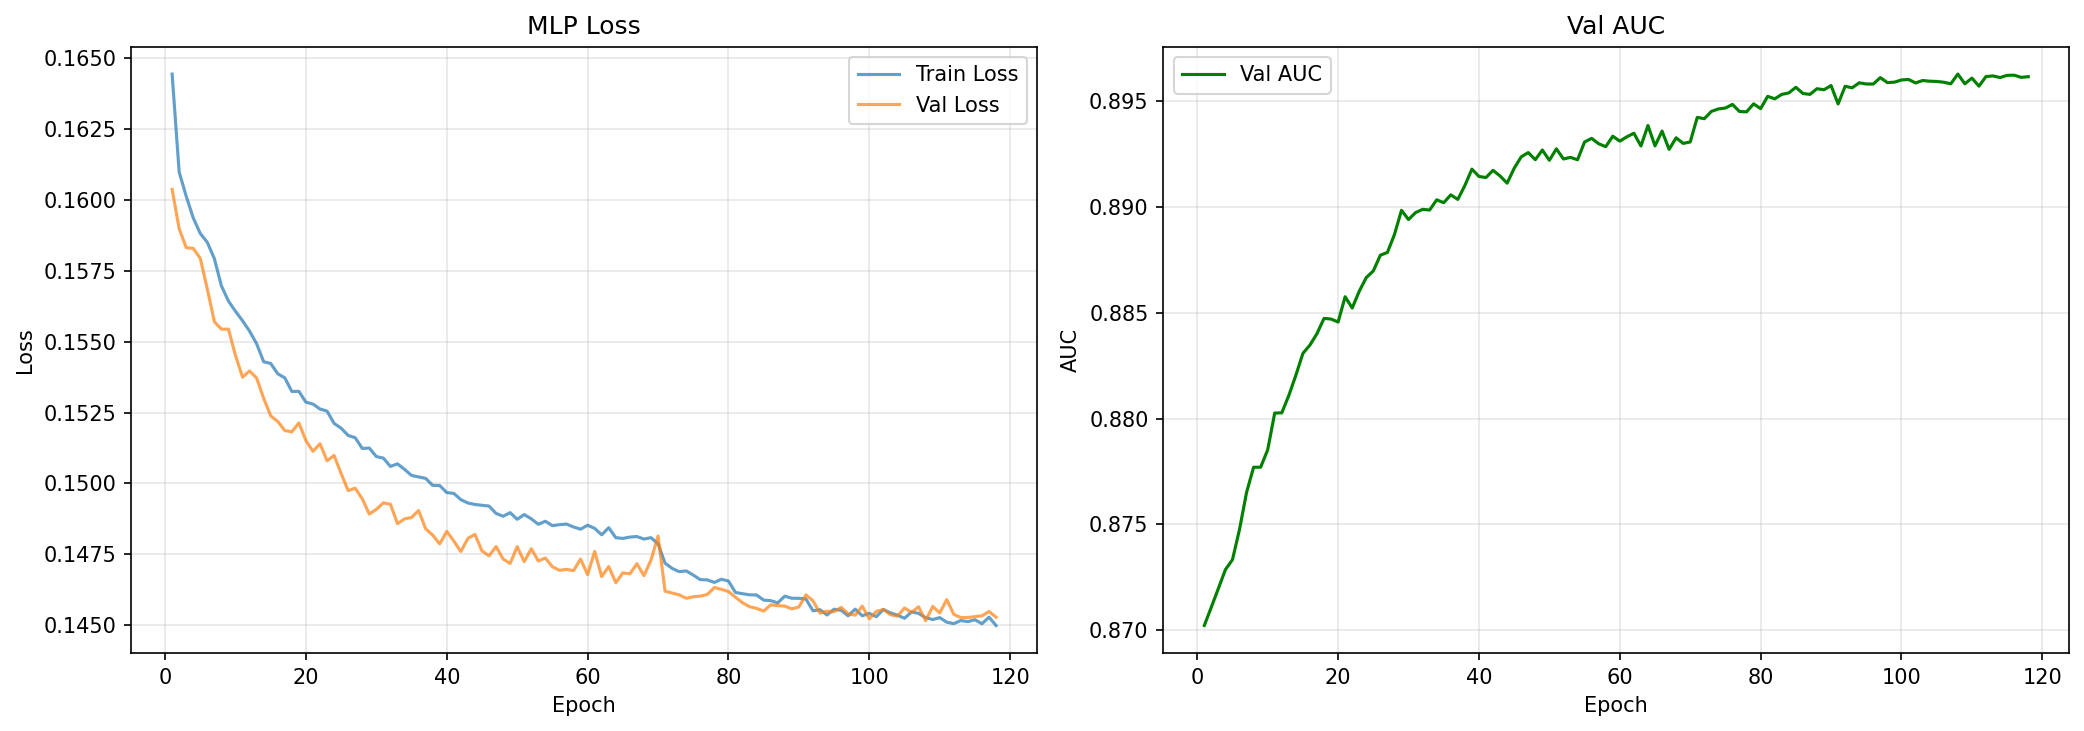 MLP Loss
Train Loss
Val Loss
0.1650
0.1625
0.1600
0.1575
0.1550
0.1525
0.1500
0.1475
0.1450
Loss
0 20 40 60 80 100 120
Epoch
Val AUC
Val AUC
0.895
0.890
0.885
0.880
0.875
0.870
AUC
0 20 40 60 80 100 120
Epoch